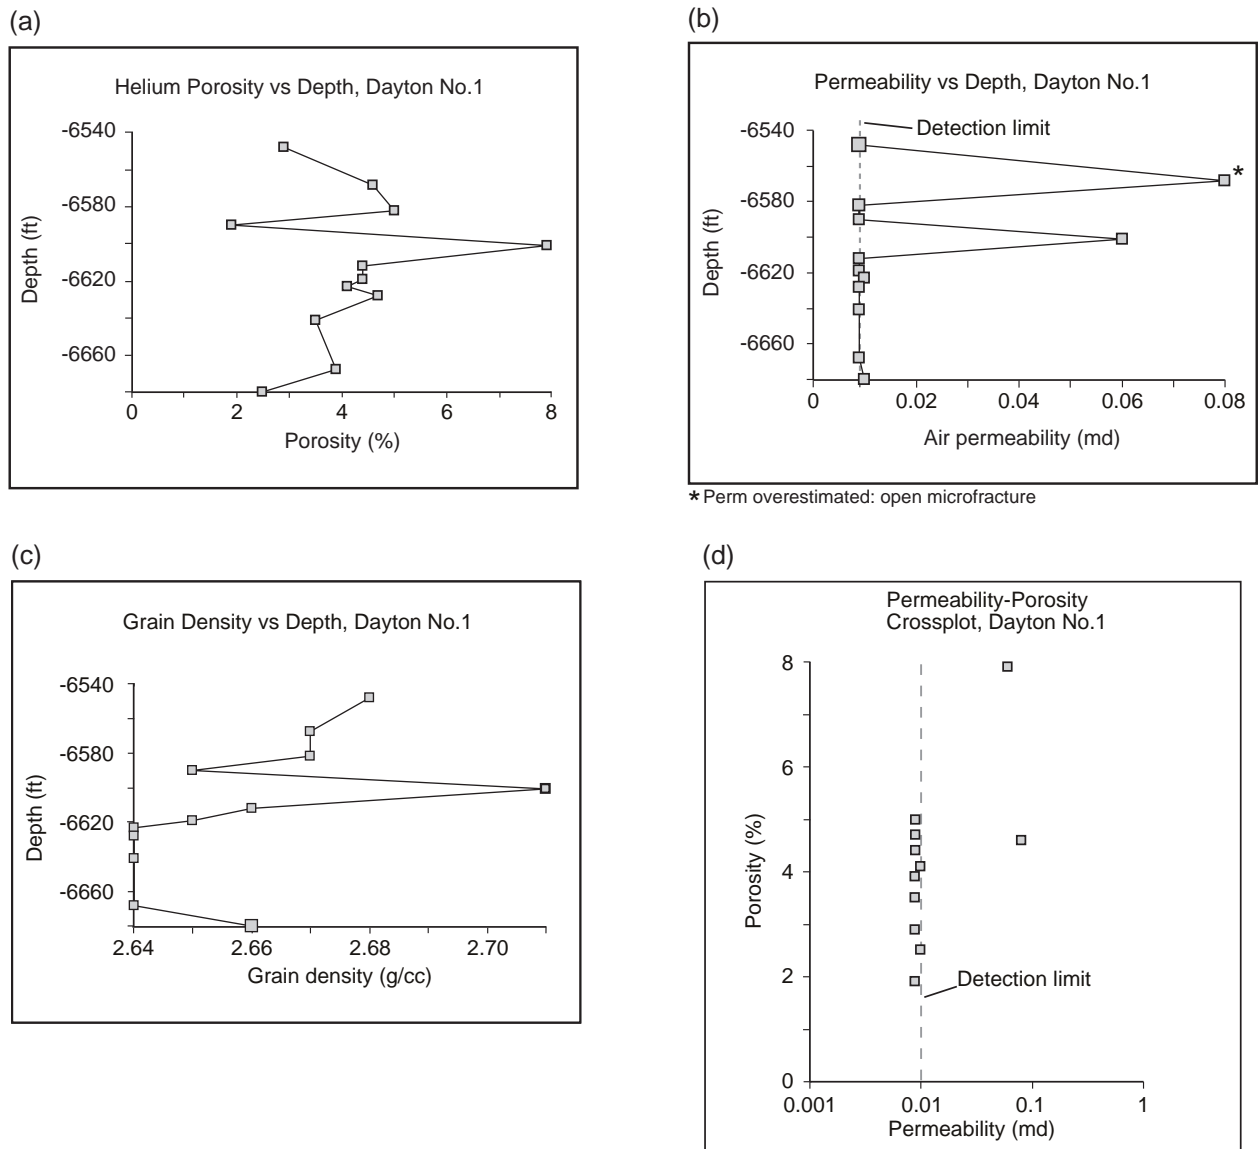 (a)
Helium Porosity vs Depth, Dayton No.1
-6540
-6580
-6620
-6660
Depth (ft)
0 2 4 6 8
Porosity (%)
(b)
Permeability vs Depth, Dayton No.1
Detection limit
-6540
-6580
-6620
-6660
Depth (ft)
*
0 0.02 0.04 0.06 0.08
Air permeability (md)
* Perm overestimated: open microfracture
(c)
Grain Density vs Depth, Dayton No.1
-6540
-6580
-6620
-6660
Depth (ft)
2.64 2.66 2.68 2.70
Grain density (g/cc)
(d)
Permeability-Porosity
Crossplot, Dayton No.1
8
6
4
2
0
Porosity (%)
Detection limit
0.001 0.01 0.1 1
Permeability (md)